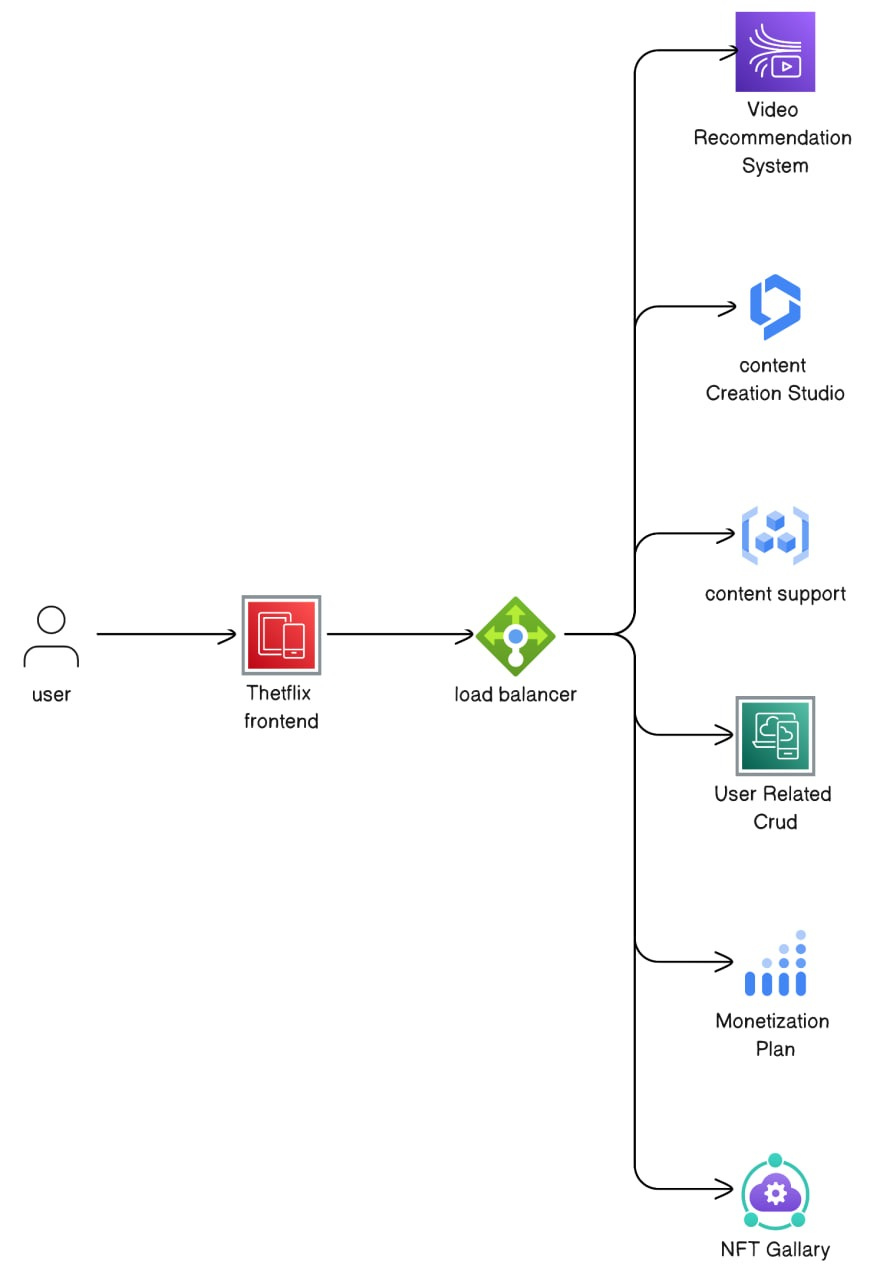 user
Thetflix
frontend
load balancer
Video
Recommendation
System
content
Creation Studio
content support
User Related
Crud
Monetization
Plan
NFT Gallary